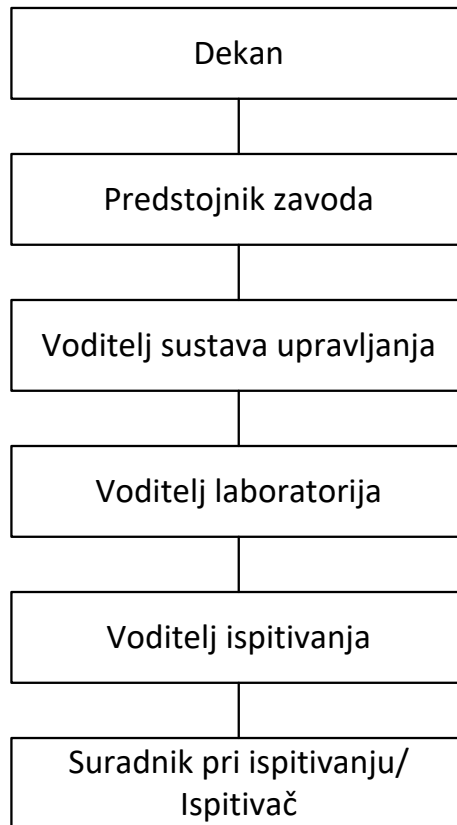 Dekan
Predstojnik zavoda
Voditelj sustava upravljanja
Voditelj laboratorija
Voditelj ispitivanja
Suradnik pri ispitivanju/
Ispitivač